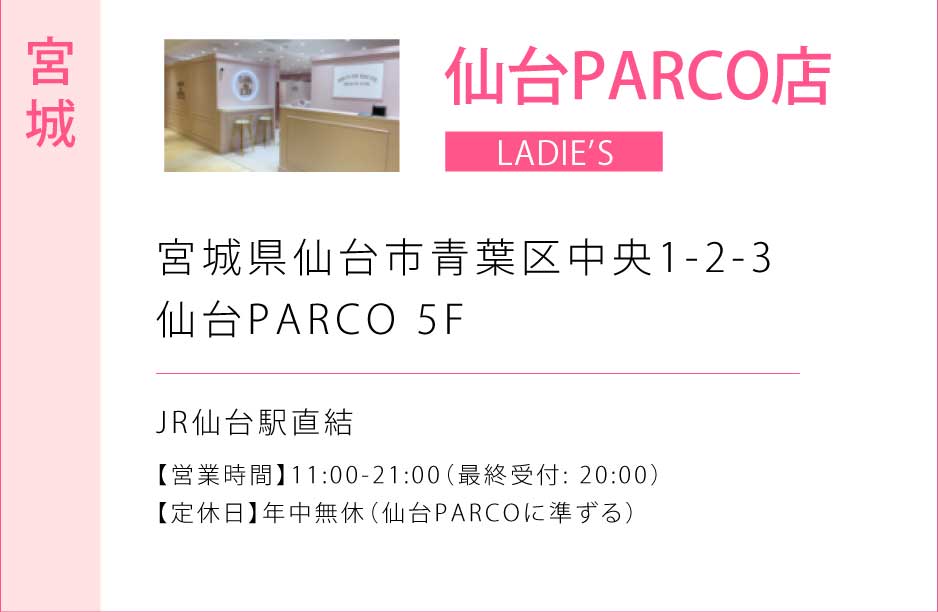 宮城
仙台PARCO店
LADIE’S
宮城県仙台市青葉区中央1-2-3
仙台PARCO 5F
JR仙台駅直結
【営業時間】11:00-21:00（最終受付: 20:00）
【定休日】年中無休（仙台PARCOに準ずる）